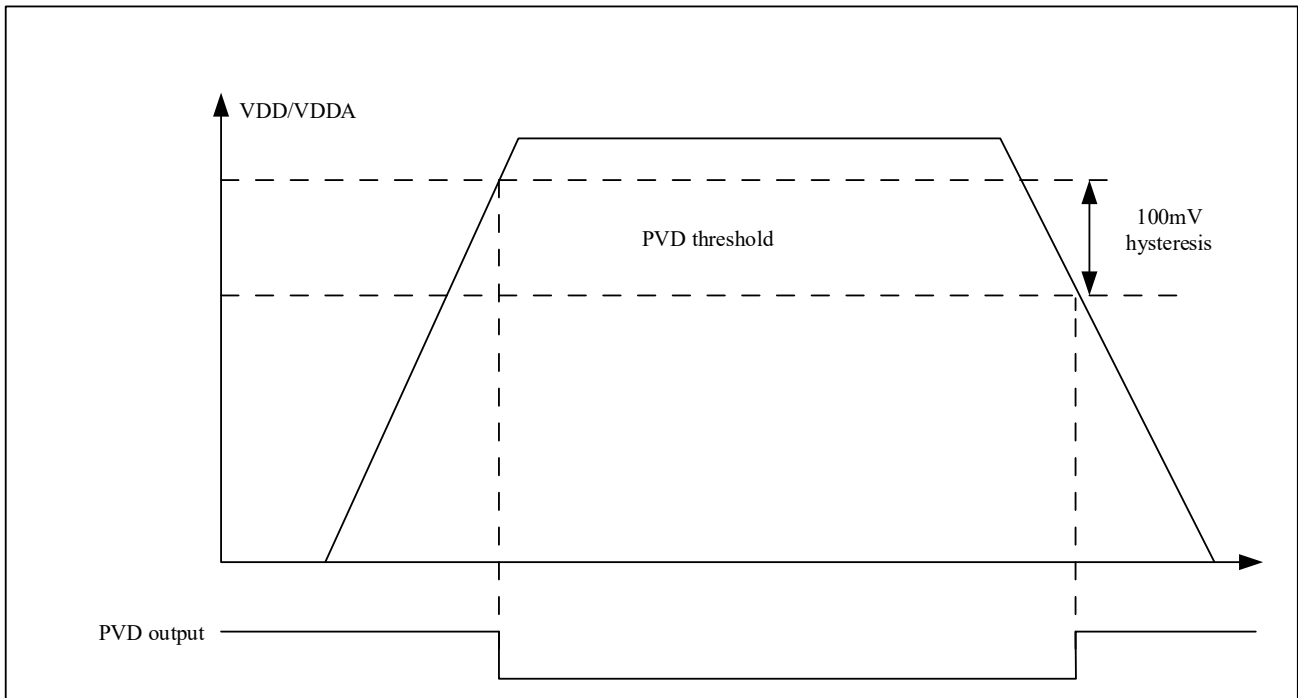 VDD/VDDA
PVD threshold
100mV
hysteresis
PVD output